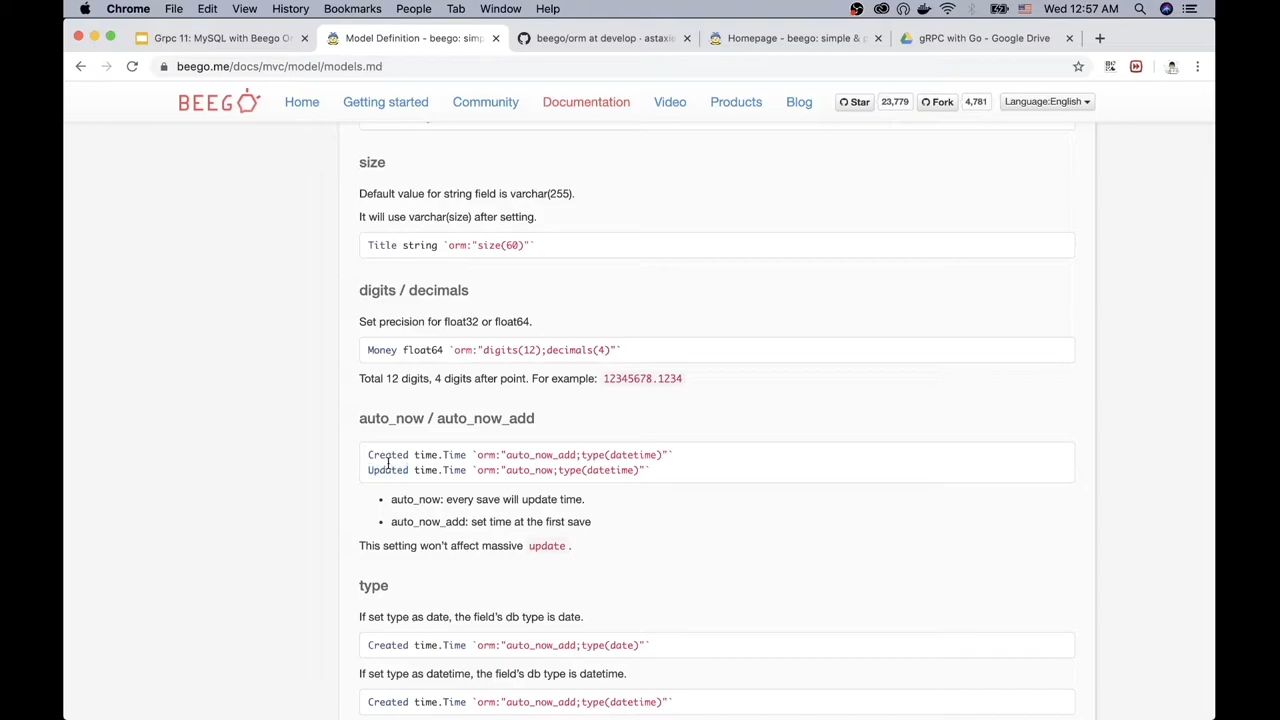 Chrome File Edit View History Bookmarks People Tab Window Help
Wed 12:57 AM
Grpc 11: MySQL with Beego Or
Model Definition - beego: simp
beego/orm at develop · astaxie
Homepage - beego: simple & p
gRPC with Go - Google Drive
beego.me/docs/mvc/model/models.md
BEEGO
Home Getting started Community Documentation Video Products Blog
Star 23,779 Fork 4,781 Language:English
size
Default value for string field is varchar(255).
It will use varchar(size) after setting.
Title string `orm:"size(60)"`
digits / decimals
Set precision for float32 or float64.
Money float64 `orm:"digits(12);decimals(4)"`
Total 12 digits, 4 digits after point. For example: 12345678.1234
auto_now / auto_now_add
Created time.Time `orm:"auto_now_add;type(datetime)"`
Updated time.Time `orm:"auto_now;type(datetime)"`
• auto_now: every save will update time.
• auto_now_add: set time at the first save
This setting won't affect massive update .
type
If set type as date, the field's db type is date.
Created time.Time `orm:"auto_now_add;type(date)"`
If set type as datetime, the field's db type is datetime.
Created time.Time `orm:"auto_now_add;type(datetime)"`